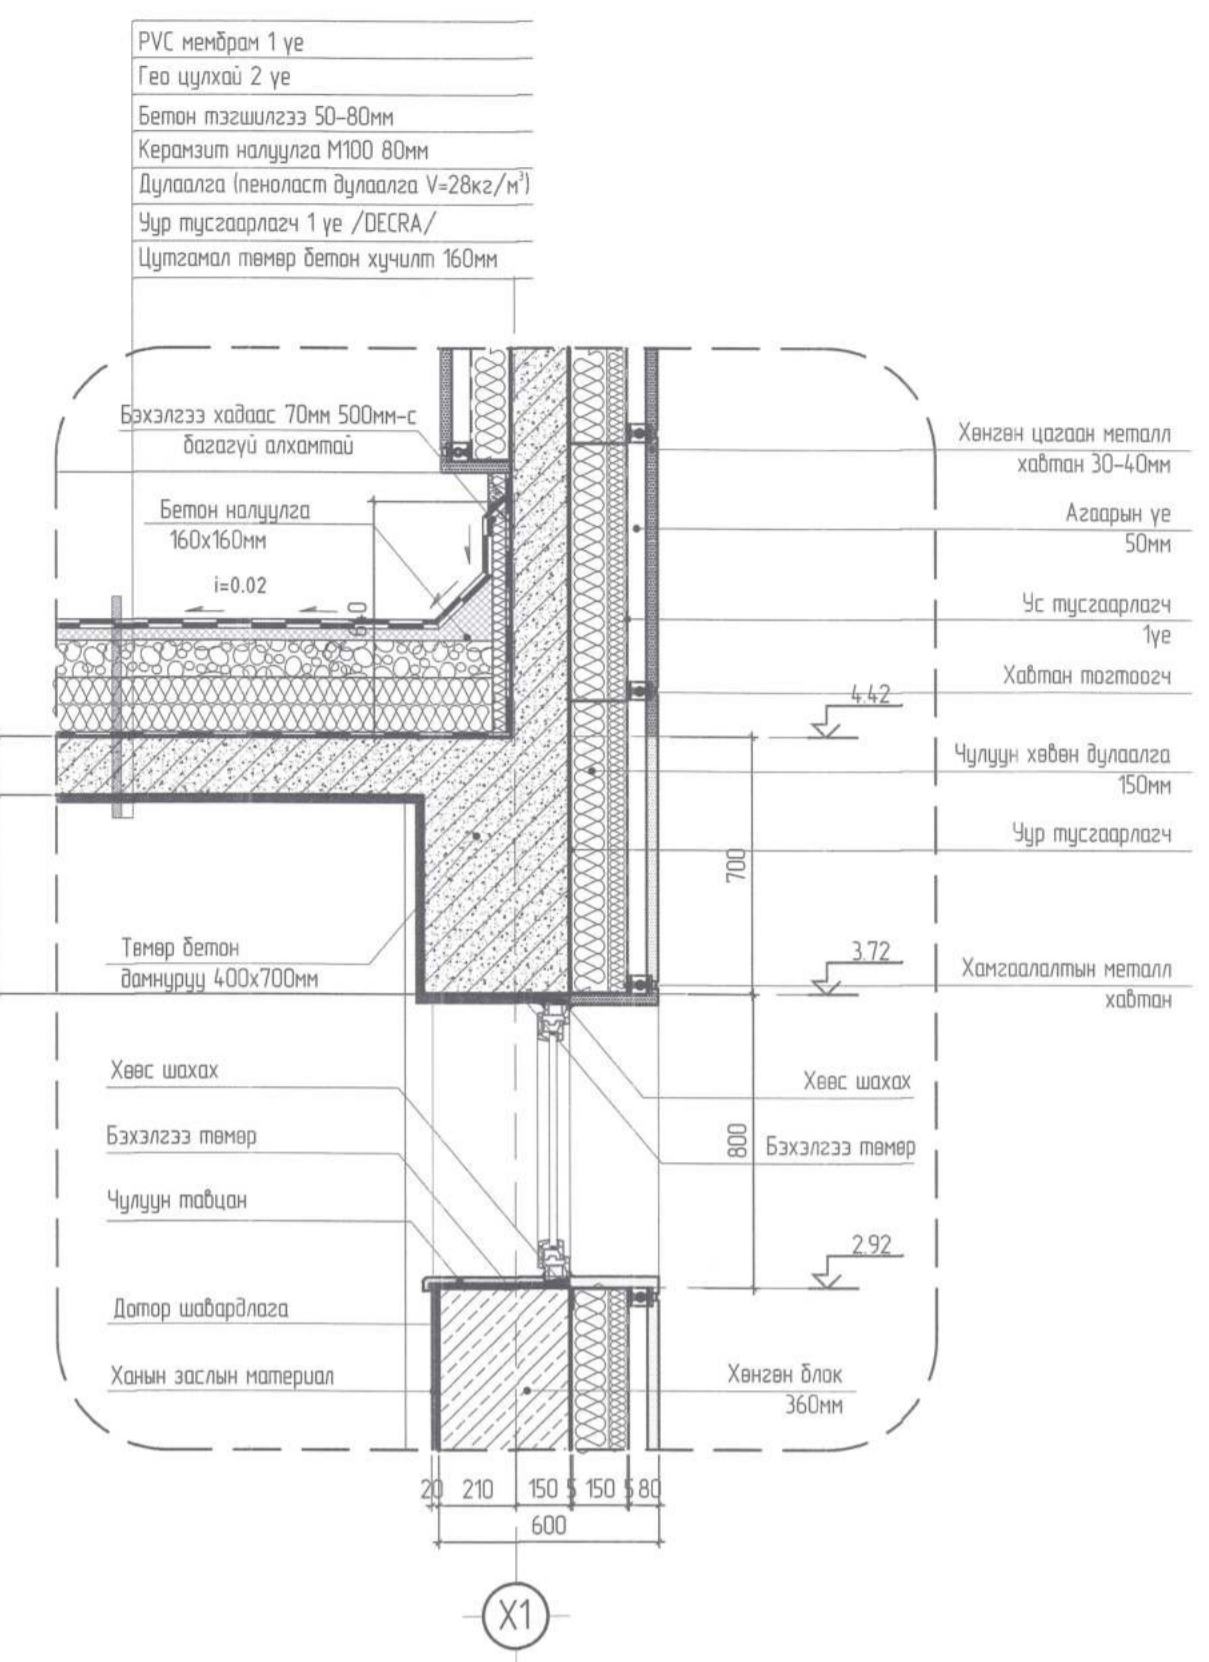 PVC мембрам 1 үе
Гео цулхай 2 үе
Бетон тэгшилгээ 50-80мм
Керамзит налуулга М100 80мм
Дулаалга (пеноласт дулаалга V=28кг/м³)
Уур тусгаарлагч 1 үе /DECRA/
Цутгамал төмөр бетон хучилт 160мм
Бэхэлгээ хадаас 70мм 500мм-с
багагүй алхамтай
Бетон налуулга
160х160мм
i=0.02
640
Хөнгөн цагаан металл
хавтан 30-40мм
Агаарын үе
50мм
Ус тусгаарлагч
1үе
Хавтан тогтоогч
4.42
Чулуун хөвөн дулаалга
150мм
Уур тусгаарлагч
700
Төмөр бетон
дамнуруу 400х700мм
3.72
Хамгаалалтын металл
хавтан
Хөөс шахах
Хөөс шахах
Бэхэлгээ төмөр
800
Бэхэлгээ төмөр
Чулуун тавцан
2.92
Дотор шавардлага
Ханын заслын материал
Хөнгөн блок
360мм
20 210 150 5 150 5 80
600
X1